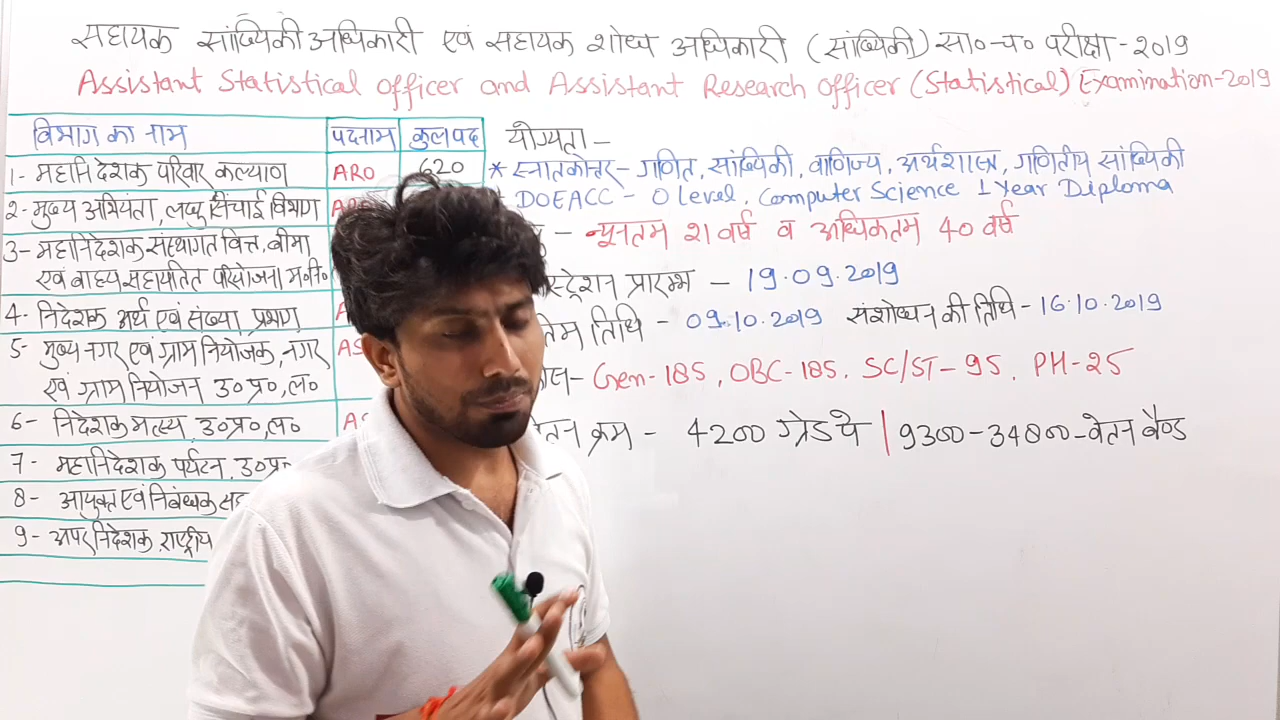 सहायक सांख्यिकी अधिकारी एवं सहायक शोध अधिकारी (सांख्यिकी) सा० च० परीक्षा-2019
Assistant Statistical officer and Assistant Research Officer (Statistical) Examination-2019
विभाग का नाम पदनाम कुल पद
1- महानिदेशक परिवार कल्याण ARO 620
2- मुख्य अभियंता, लघु सिंचाई विभाग
3- महानिदेशक संस्थागत वित्त, बीमा
एवं वाह्य सहायतित परियोजना
4- निदेशक अर्थ एवं संख्या प्रभाग
5- मुख्य नगर एवं ग्राम नियोजक, नगर
एवं ग्राम नियोजन उ०प्र०, ल०
6- निदेशक मत्स्य उ०प्र०, ल०
7- महानिदेशक पर्यटन, उ०प्र०
8- आयुक्त एवं निबंधक
9- अपर निदेशक, राष्ट्रीय
योग्यता -
* स्नातकोत्तर - गणित, सांख्यिकी, वाणिज्य, अर्थशास्त्र, गणितीय सांख्यिकी
DOEACC - O level, Computer Science 1 Year Diploma
- न्यूनतम 21 वर्ष व अधिकतम 40 वर्ष
प्रारम्भ - 19.09.2019
तिथि - 09.10.2019 संशोधन की तिथि - 16.10.2019
Gen-185, OBC-185, SC/ST-95, PH-25
क्रम - 4200 ग्रेड पे | 9300-34800-वेतन बैण्ड